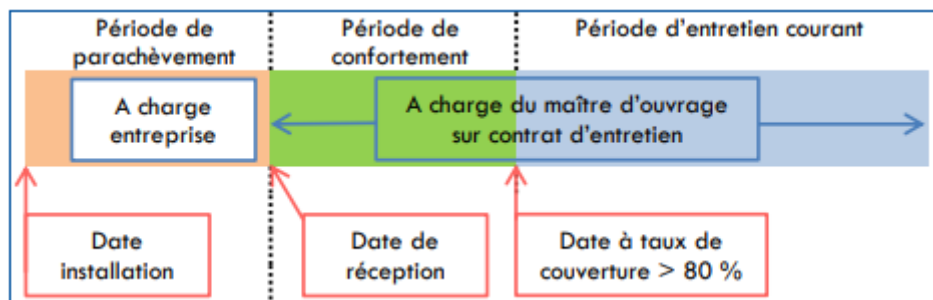 Période de
parachèvement
Période de
confortement
Période d'entretien courant
A charge
entreprise
A charge du maître d'ouvrage
sur contrat d'entretien
Date
installation
Date de
réception
Date à taux de
couverture > 80 %